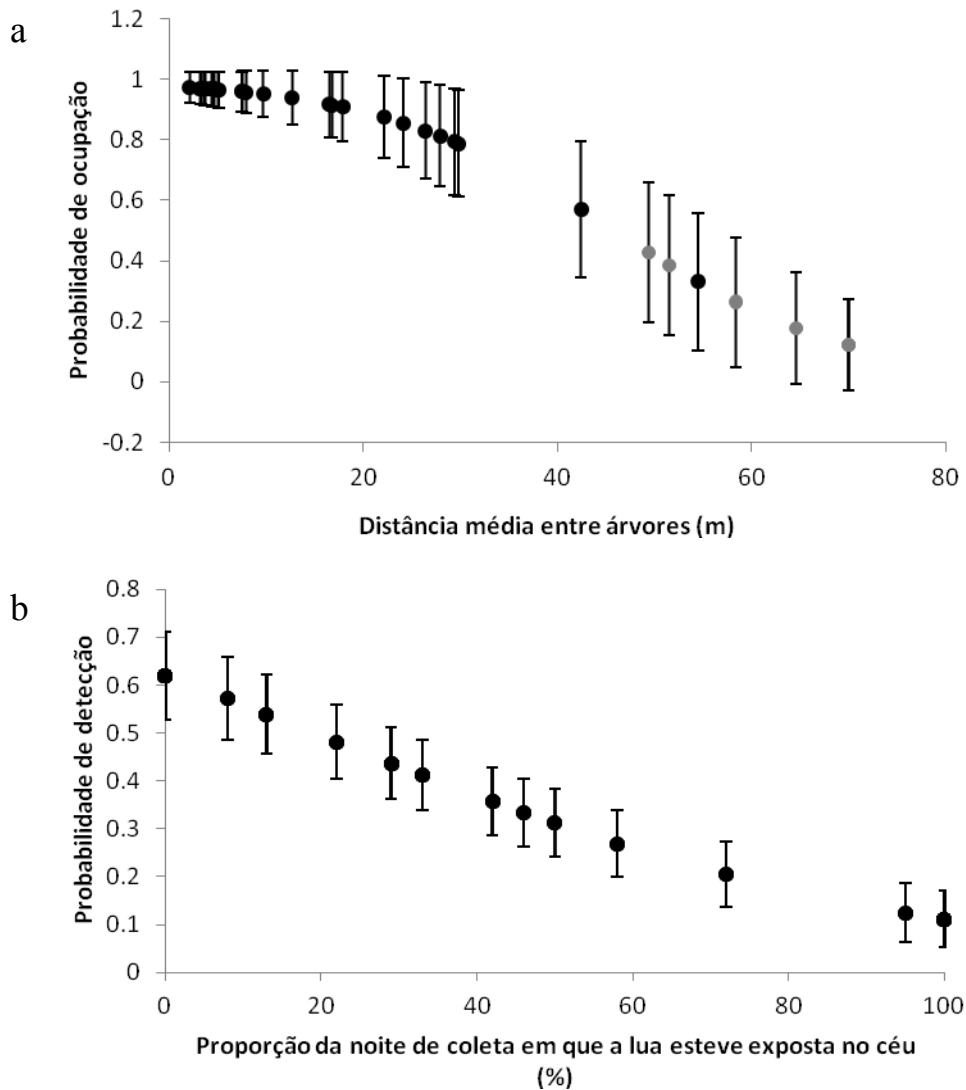 a
1.2
1
0.8
0.6
0.4
0.2
0
-0.2
Probabilidade de ocupação
0 20 40 60 80
Distância média entre árvores (m)
b
0.8
0.7
0.6
0.5
0.4
0.3
0.2
0.1
0
Probabilidade de detecção
0 20 40 60 80 100
Proporção da noite de coleta em que a lua esteve exposta no céu
(%)